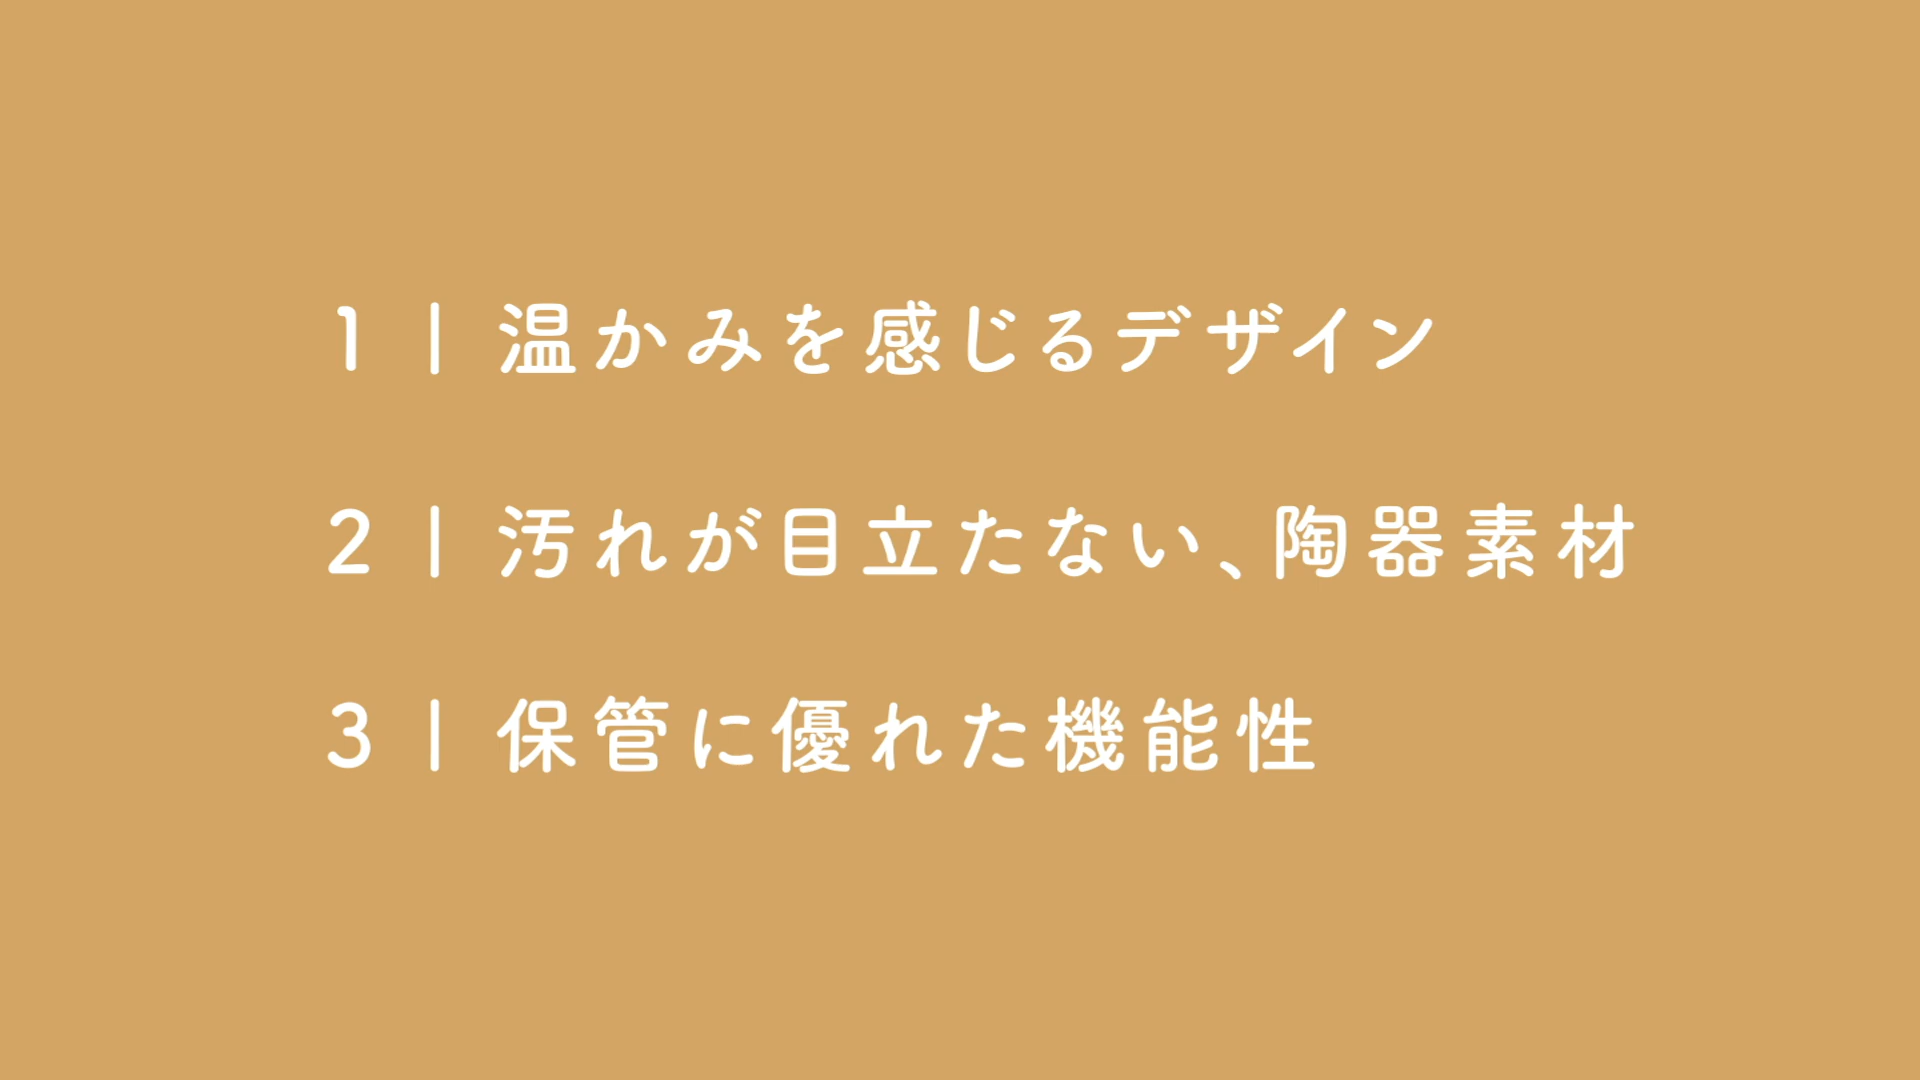 1 | 温かみを感じるデザイン
2 | 汚れが目立たない、陶器素材
3 | 保管に優れた機能性